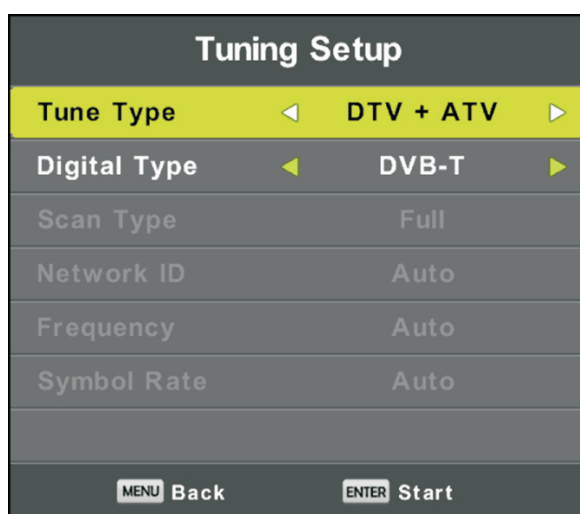 Tuning Setup
Tune Type DTV + ATV
Digital Type DVB-T
Scan Type Full
Network ID Auto
Frequency Auto
Symbol Rate Auto
MENU Back ENTER Start